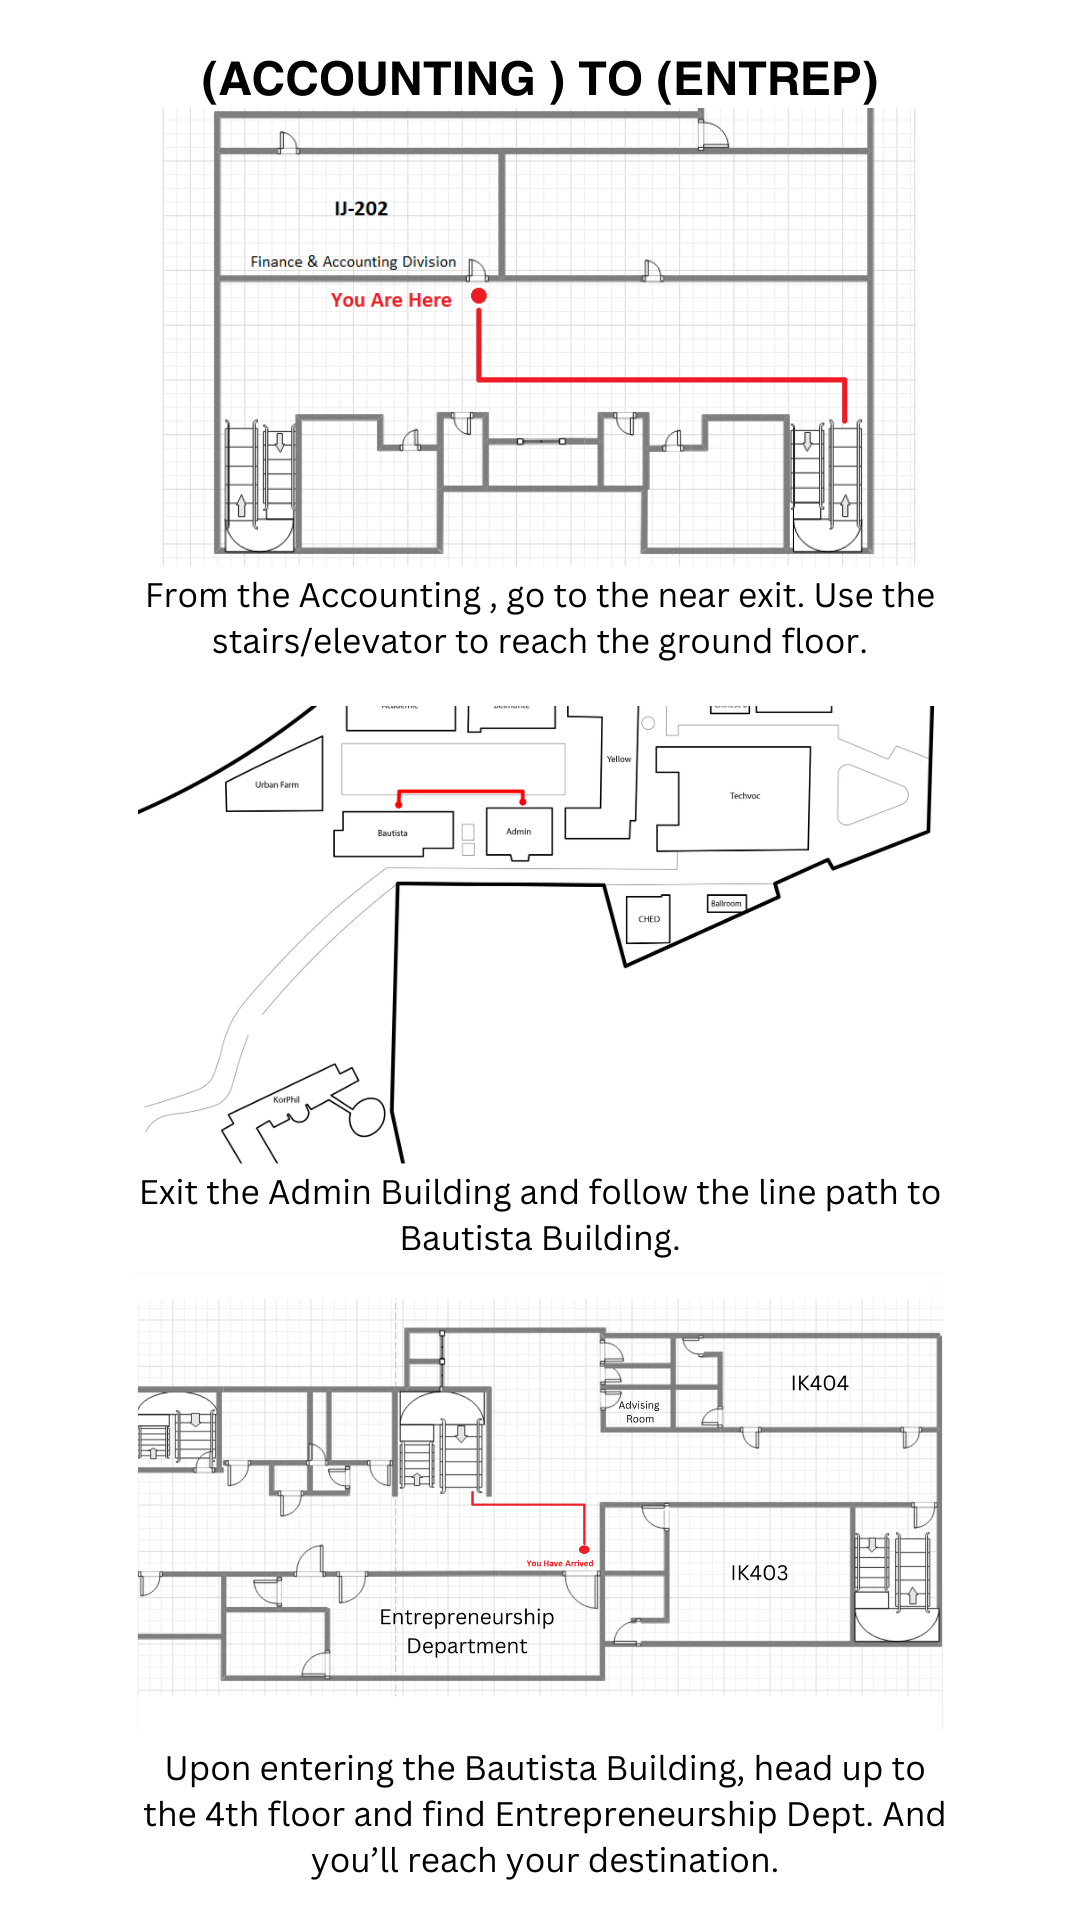 (ACCOUNTING ) TO (ENTREP)
IJ-202
Finance & Accounting Division
You Are Here
From the Accounting , go to the near exit. Use the
stairs/elevator to reach the ground floor.
Academic
Belmonte
Yellow
Urban Farm
Techvoc
Bautista
Admin
CHED
Ballroom
KorPhil
Exit the Admin Building and follow the line path to
Bautista Building.
IK404
Advising
Room
You Have Arrived
IK403
Entrepreneurship
Department
Upon entering the Bautista Building, head up to
the 4th floor and find Entrepreneurship Dept. And
you’ll reach your destination.